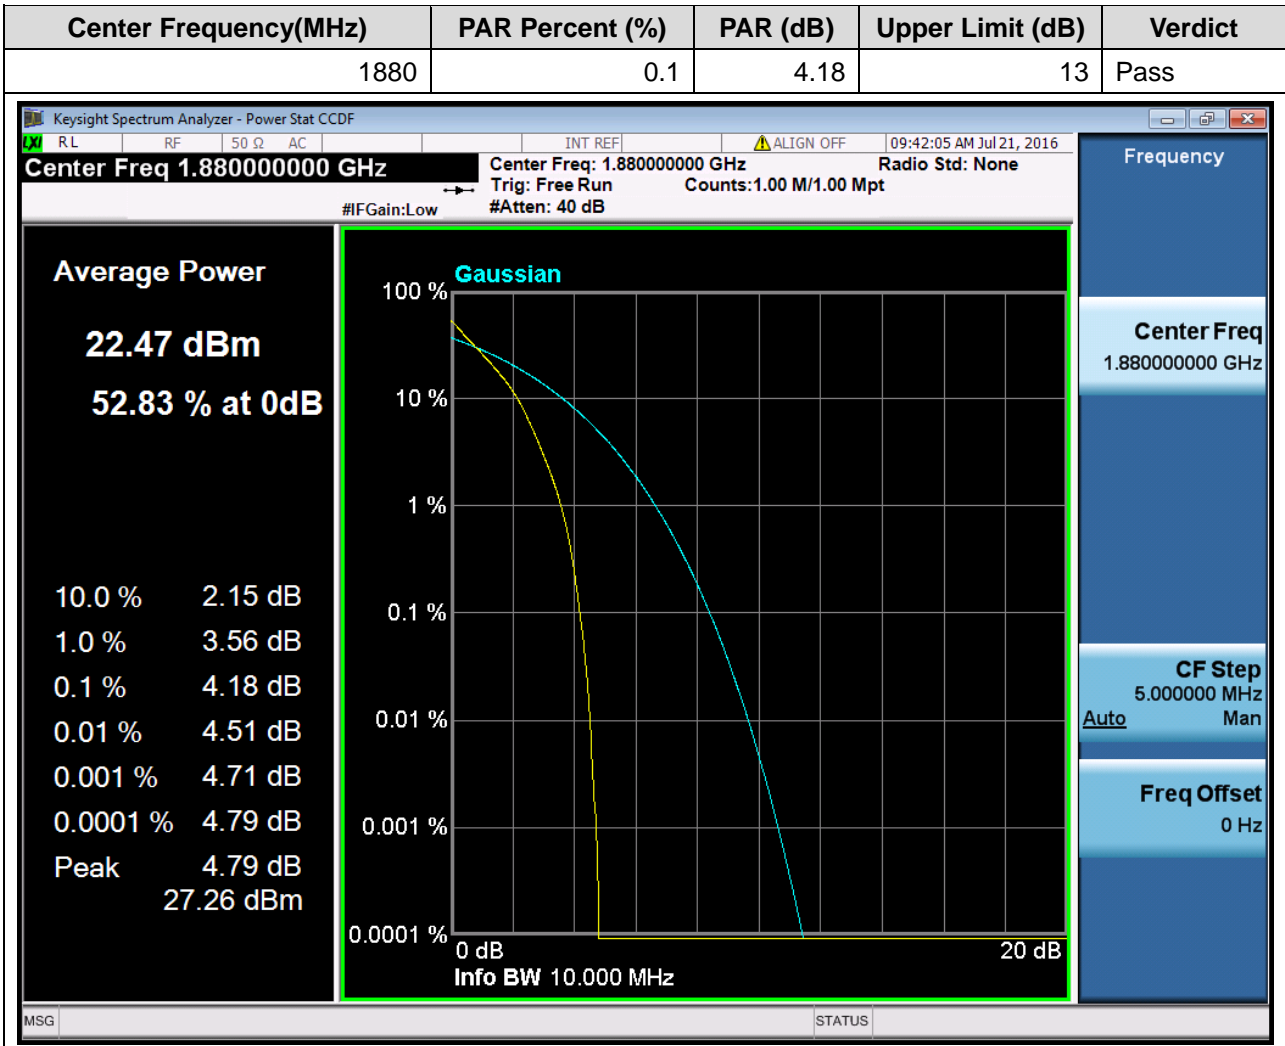 Center Frequency(MHz) PAR Percent (%) PAR (dB) Upper Limit (dB) Verdict
1880 0.1 4.18 13 Pass
Keysight Spectrum Analyzer - Power Stat CCDF
LXI RL RF 50 Ω AC INT REF ALIGN OFF 09:42:05 AM Jul 21, 2016
Center Freq 1.880000000 GHz
Center Freq: 1.880000000 GHz Radio Std: None
Trig: Free Run Counts:1.00 M/1.00 Mpt
#IFGain:Low #Atten: 40 dB
Average Power
22.47 dBm
52.83 % at 0dB
10.0 % 2.15 dB
1.0 % 3.56 dB
0.1 % 4.18 dB
0.01 % 4.51 dB
0.001 % 4.71 dB
0.0001 % 4.79 dB
Peak 4.79 dB
27.26 dBm
Gaussian
100 %
10 %
1 %
0.1 %
0.01 %
0.001 %
0.0001 %
0 dB 20 dB
Info BW 10.000 MHz
Frequency
Center Freq
1.880000000 GHz
CF Step
5.000000 MHz
Auto Man
Freq Offset
0 Hz
MSG STATUS